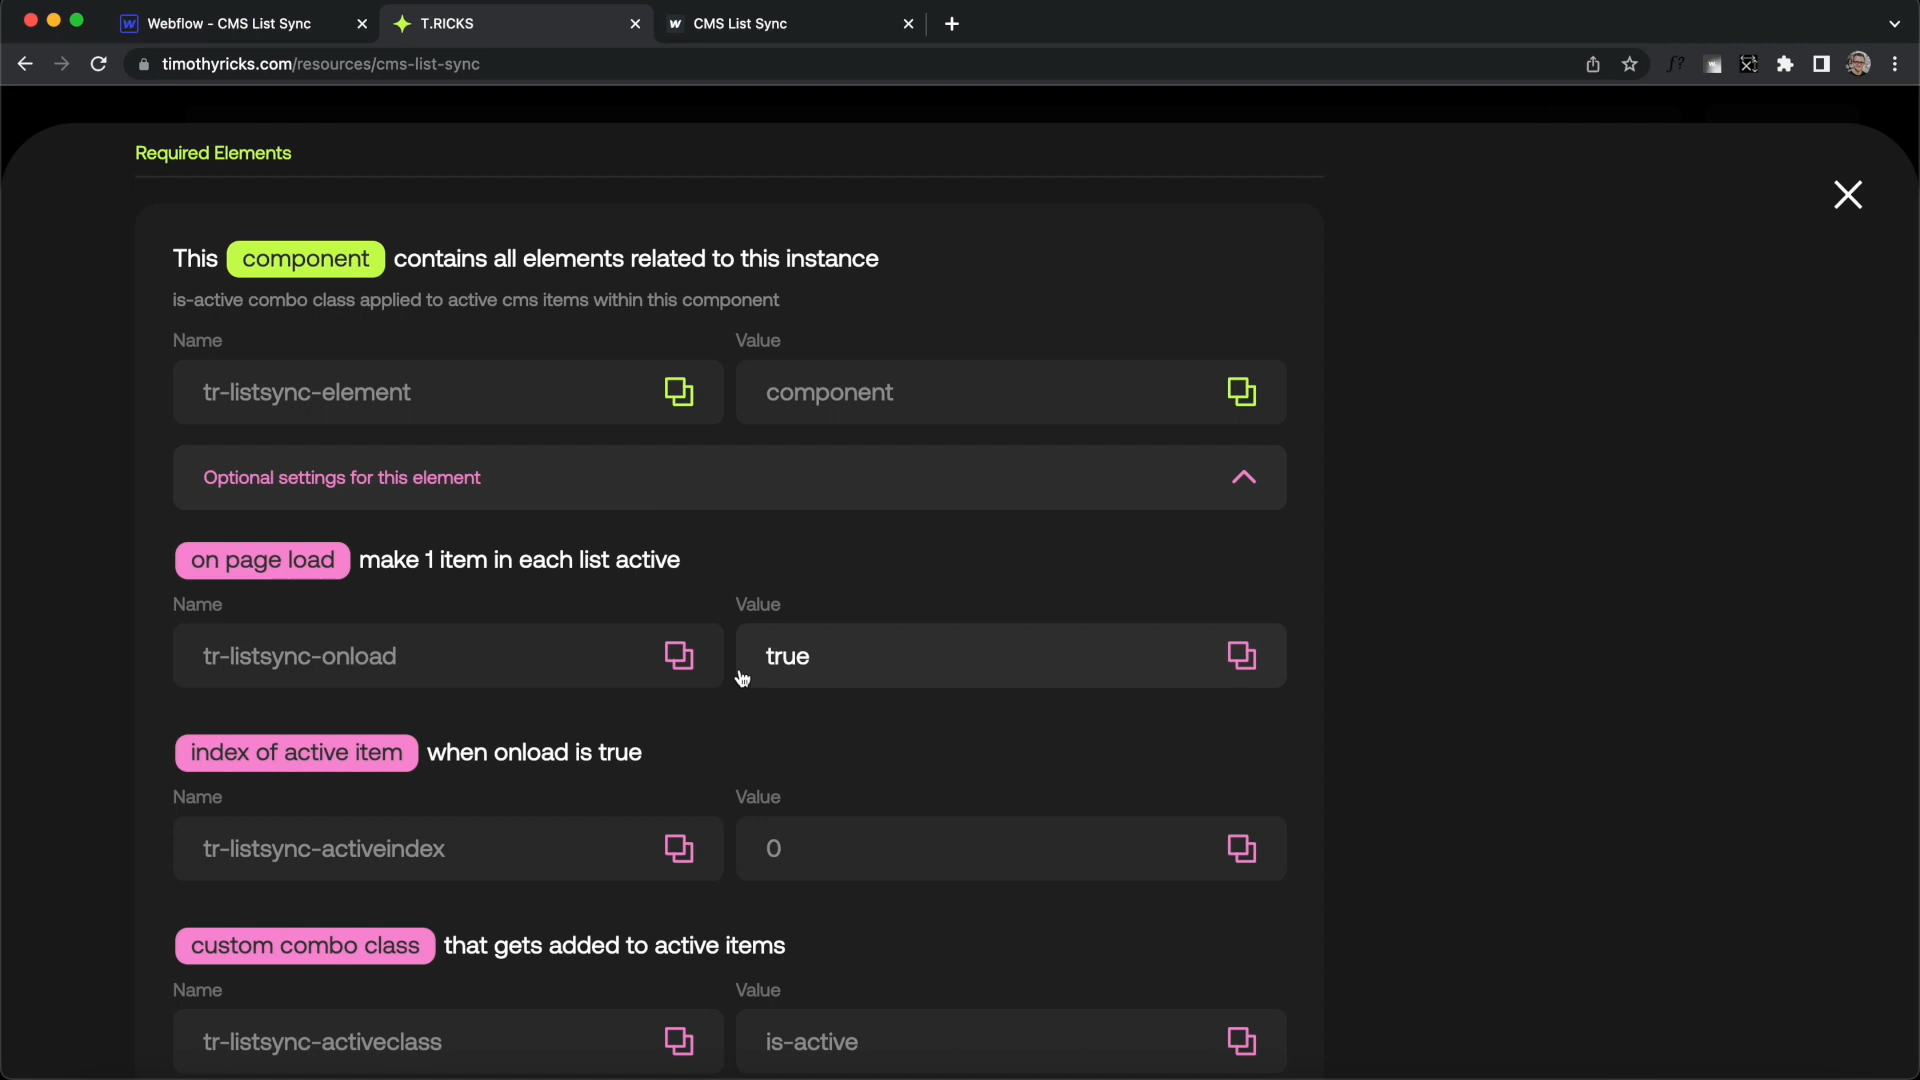 Webflow - CMS List Sync
T.RICKS
CMS List Sync
timothyricks.com/resources/cms-list-sync
Required Elements
This component contains all elements related to this instance
is-active combo class applied to active cms items within this component
Name Value
tr-listsync-element component
Optional settings for this element
on page load make 1 item in each list active
Name Value
tr-listsync-onload true
index of active item when onload is true
Name Value
tr-listsync-activeindex 0
custom combo class that gets added to active items
Name Value
tr-listsync-activeclass is-active